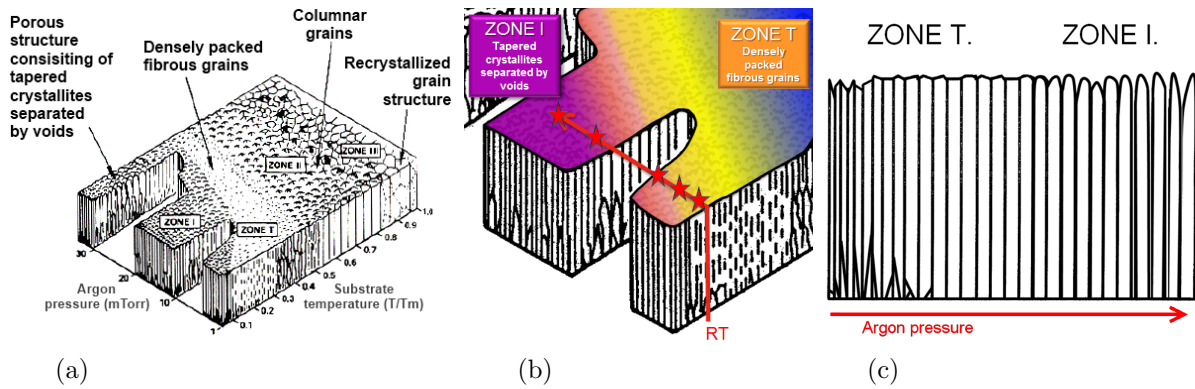 Porous
structure
consisiting of
tapered
crystallites
separated
by voids
Densely packed
fibrous grains
Columnar
grains
Recrystallized
grain
structure
ZONE III
ZONE II
ZONE I
ZONE T
30
20
10
1
Argon
pressure (mTorr)
0.1
0.2
0.3
0.4
0.5
0.6
0.7
0.8
0.9
1.0
Substrate
temperature (T/Tm)
(a)
ZONE I
Tapered
crystallites
separated by
voids
ZONE T
Densely
packed
fibrous grains
RT
(b)
ZONE T.
ZONE I.
Argon pressure
(c)